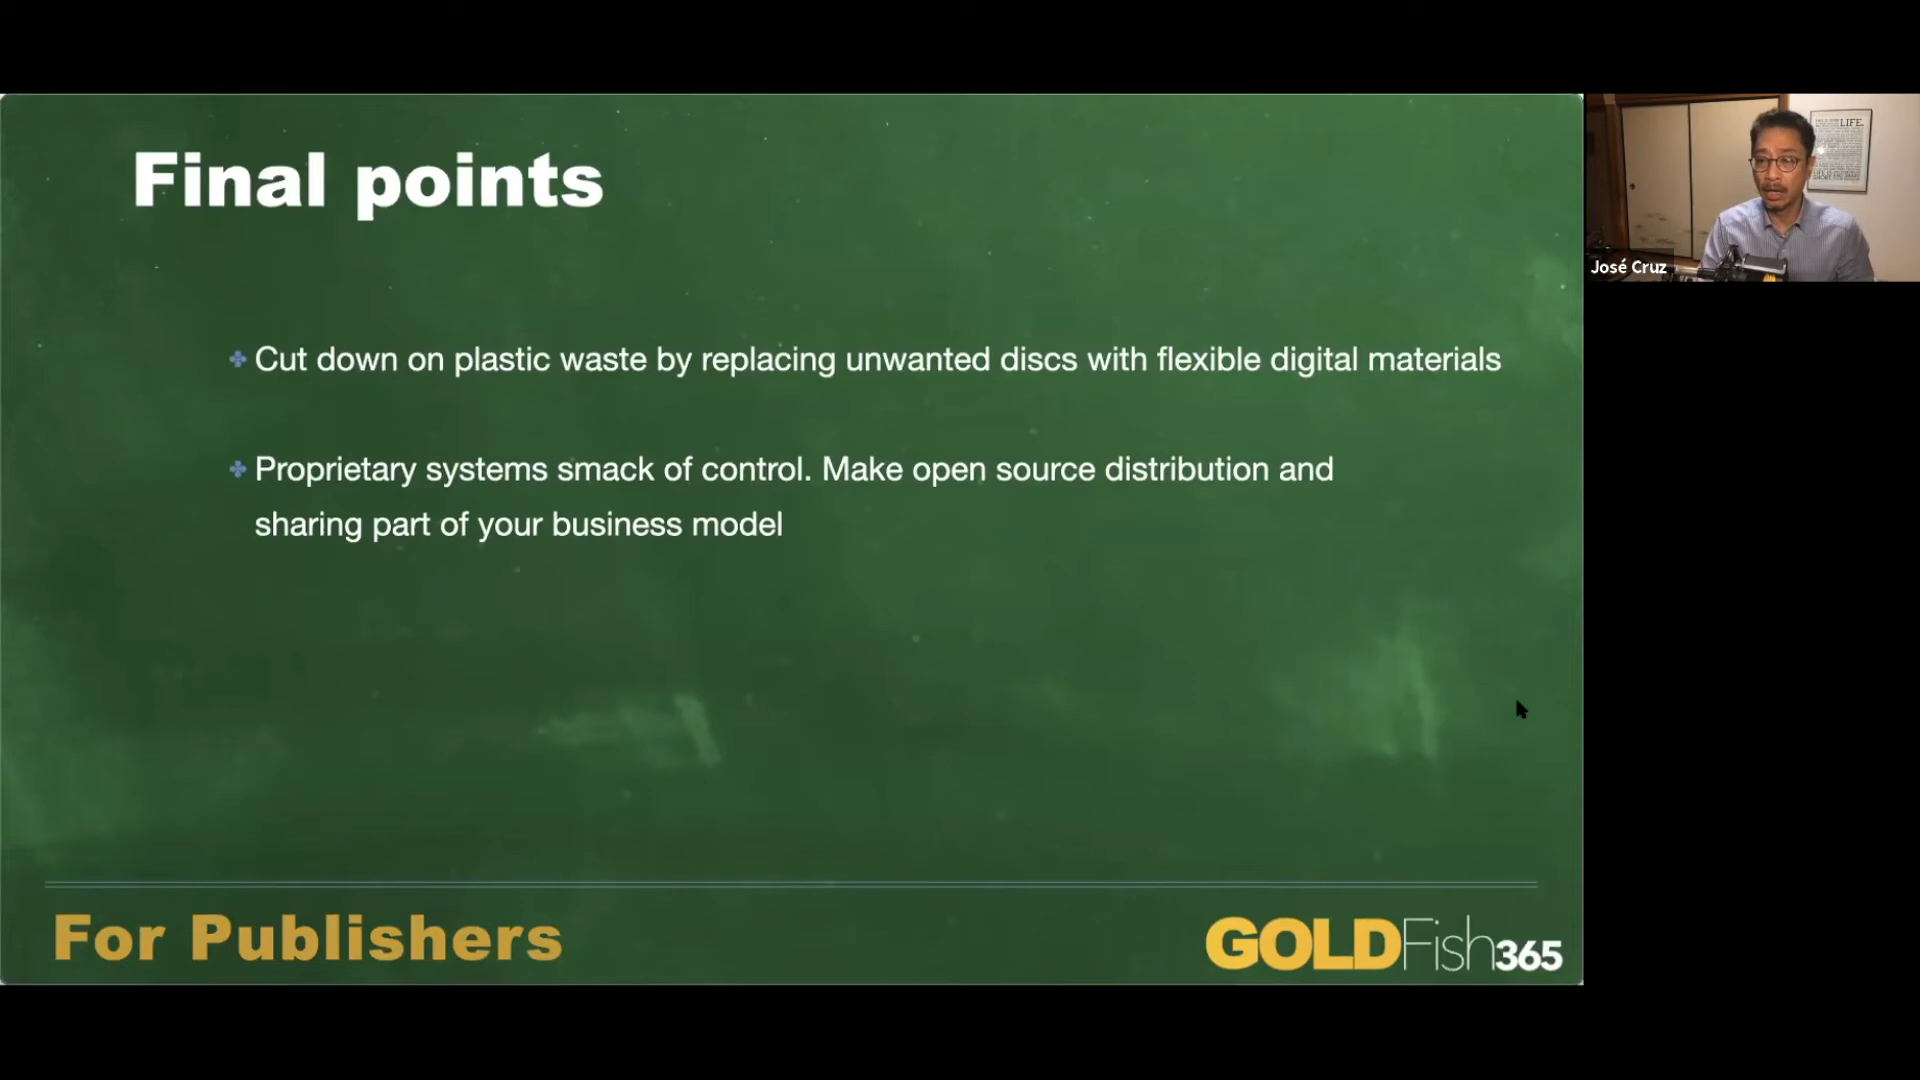 Final points
Cut down on plastic waste by replacing unwanted discs with flexible digital materials
Proprietary systems smack of control. Make open source distribution and
sharing part of your business model
For Publishers
GOLDFish365
José Cruz
LIFE.